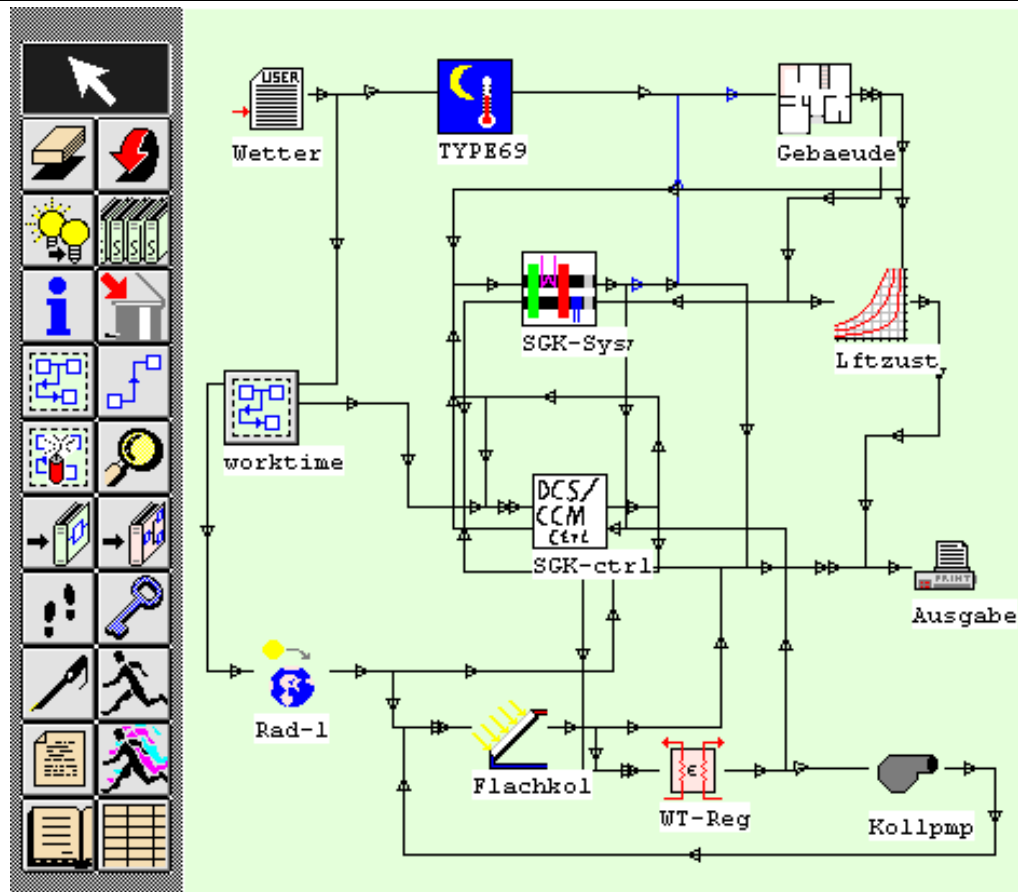 USER
Wetter
TYPE69
Gebaeude
SGK-Sys
Lftzust
worktime
DCS/
CCM
Ctrl
SGK-ctrl
PRINT
Ausgabe
Rad-l
Flachkol
ε
WT-Reg
Kollpmp
S S S
i